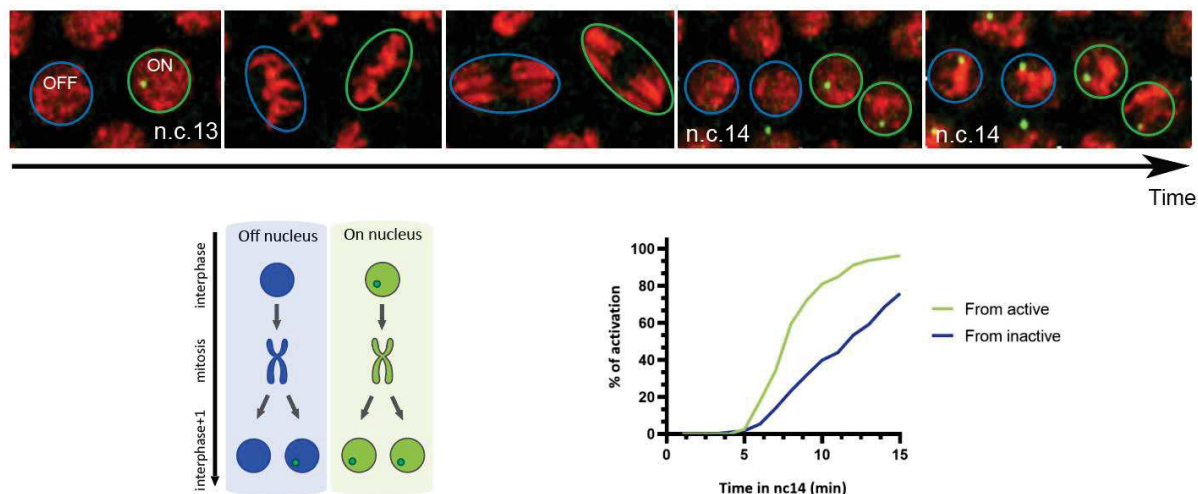 OFF
ON
n.c.13
n.c.14
n.c.14
Time
Off nucleus
On nucleus
interphase
mitosis
interphase+1
% of activation
100
80
60
40
20
0
0
5
10
15
Time in nc14 (min)
From active
From inactive